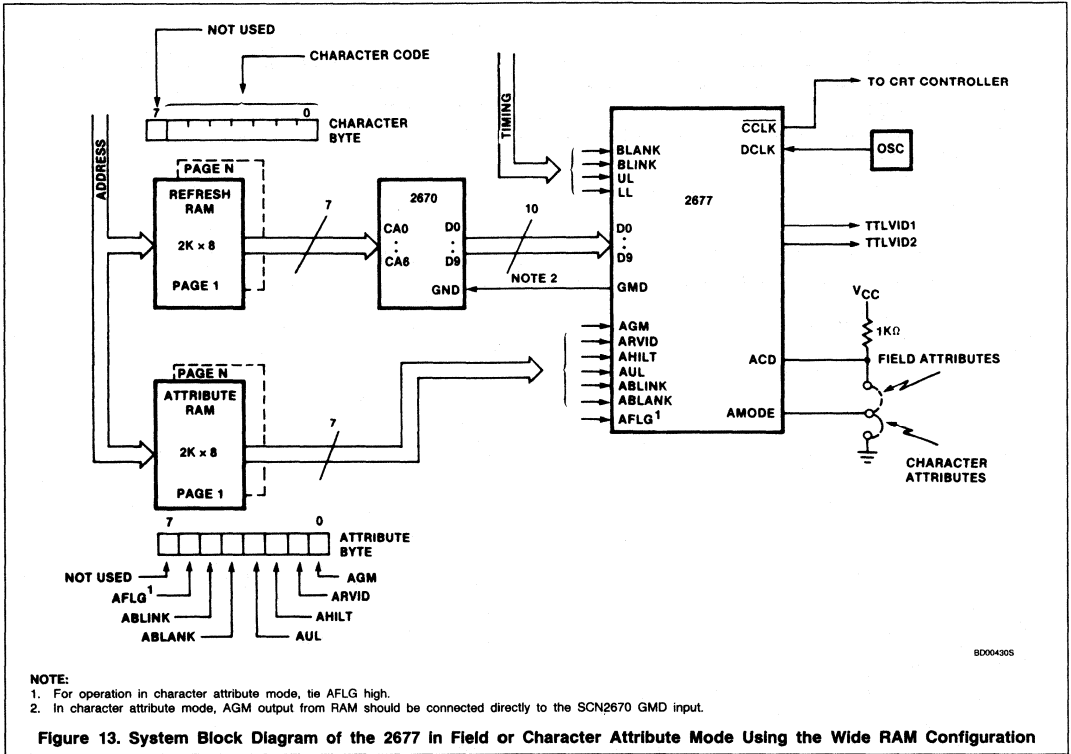 NOT USED
CHARACTER CODE
7 0
CHARACTER
BYTE
ADDRESS
PAGE N
REFRESH
RAM
2K × 8
PAGE 1
7
2670
CA0 D0
: :
CA6 D9
GND
10
NOTE 2
TIMING
BLANK
BLINK
UL
LL
2677
D0
:
D9
GMD
AGM
ARVID
AHILT
AUL
ABLINK
ABLANK
AFLG1
CCLK
DCLK
ACD
AMODE
TO CRT CONTROLLER
OSC
TTLVID1
TTLVID2
VCC
1KΩ
FIELD ATTRIBUTES
CHARACTER
ATTRIBUTES
PAGE N
ATTRIBUTE
RAM
2K × 8
PAGE 1
7
7 0
ATTRIBUTE
BYTE
NOT USED
AFLG1
ABLINK
ABLANK
AGM
ARVID
AHILT
AUL
BD00430S
NOTE:
1. For operation in character attribute mode, tie AFLG high.
2. In character attribute mode, AGM output from RAM should be connected directly to the SCN2670 GMD input.
Figure 13. System Block Diagram of the 2677 in Field or Character Attribute Mode Using the Wide RAM Configuration